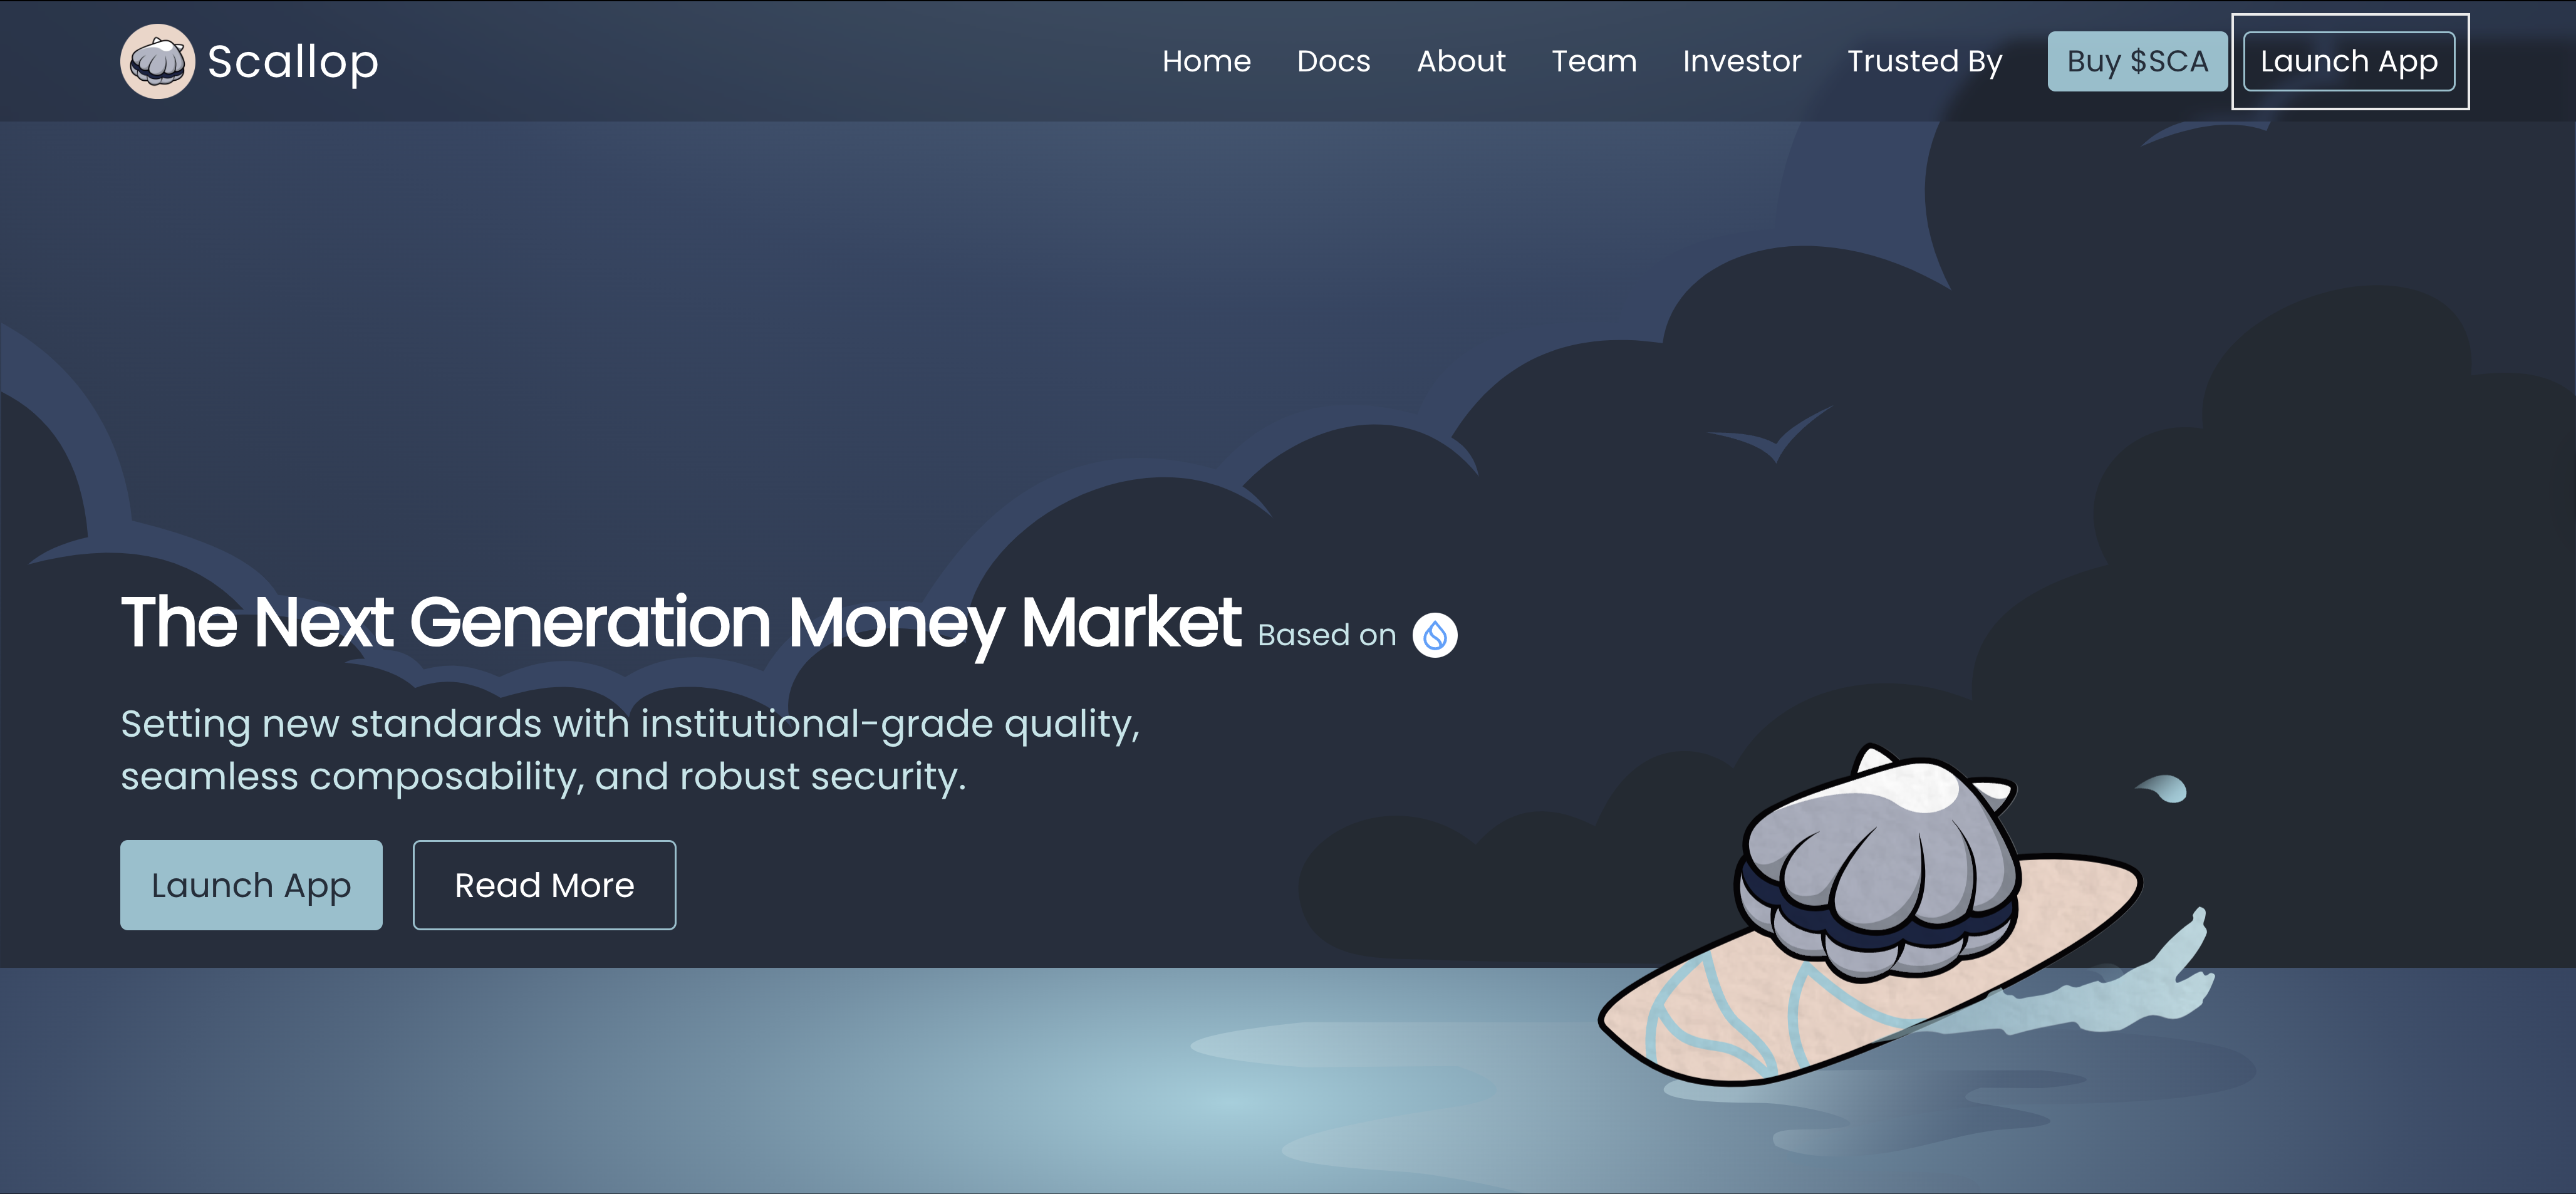 Scallop
Home Docs About Team Investor Trusted By Buy $SCA Launch App
The Next Generation Money Market Based on
Setting new standards with institutional-grade quality,
seamless composability, and robust security.
Launch App Read More